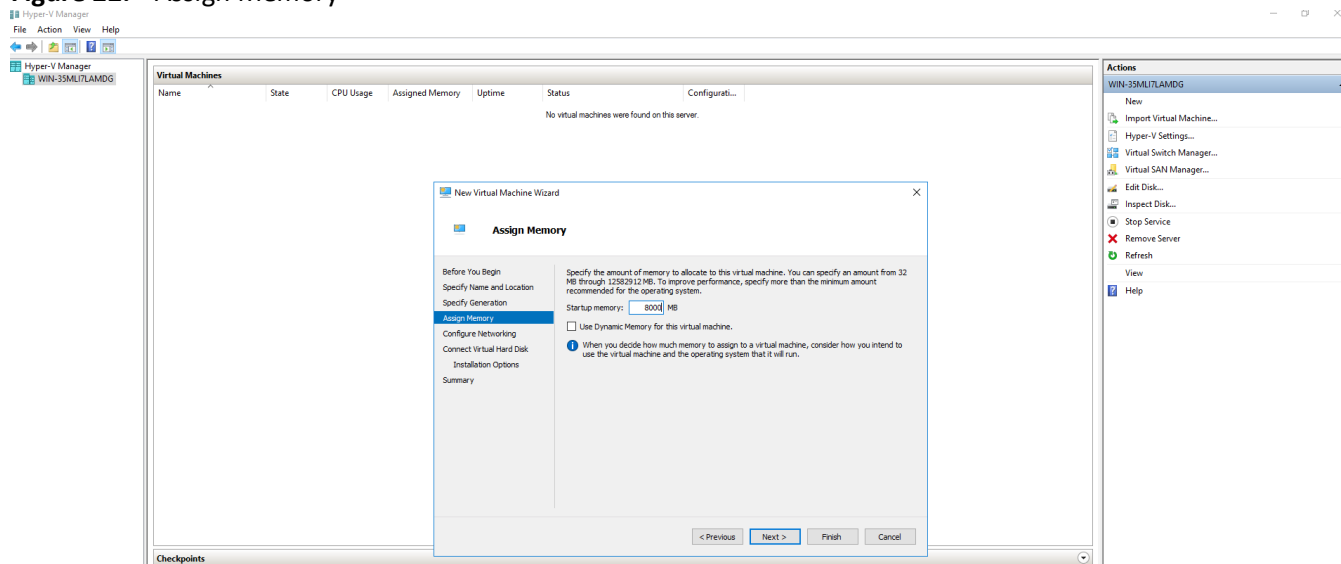 Assign Memory
Hyper-V Manager
File Action View Help
Hyper-V Manager
WIN-35MLI7LAMDG
Virtual Machines
Name State CPU Usage Assigned Memory Uptime Status Configurati...
No virtual machines were found on this server.
New Virtual Machine Wizard
Assign Memory
Before You Begin
Specify Name and Location
Specify Generation
Assign Memory
Configure Networking
Connect Virtual Hard Disk
Installation Options
Summary
Specify the amount of memory to allocate to this virtual machine. You can specify an amount from 32
MB through 12582912 MB. To improve performance, specify more than the minimum amount
recommended for the operating system.
Startup memory: 8000 MB
Use Dynamic Memory for this virtual machine.
When you decide how much memory to assign to a virtual machine, consider how you intend to
use the virtual machine and the operating system that it will run.
< Previous Next > Finish Cancel
Checkpoints
Actions
WIN-35MLI7LAMDG
New
Import Virtual Machine...
Hyper-V Settings...
Virtual Switch Manager...
Virtual SAN Manager...
Edit Disk...
Inspect Disk...
Stop Service
Remove Server
Refresh
View
Help